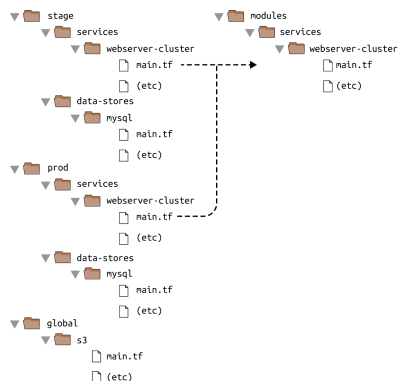 stage
services
webserver-cluster
main.tf
(etc)
data-stores
mysql
main.tf
(etc)
prod
services
webserver-cluster
main.tf
(etc)
data-stores
mysql
main.tf
(etc)
global
s3
main.tf
(etc)
modules
services
webserver-cluster
main.tf
(etc)